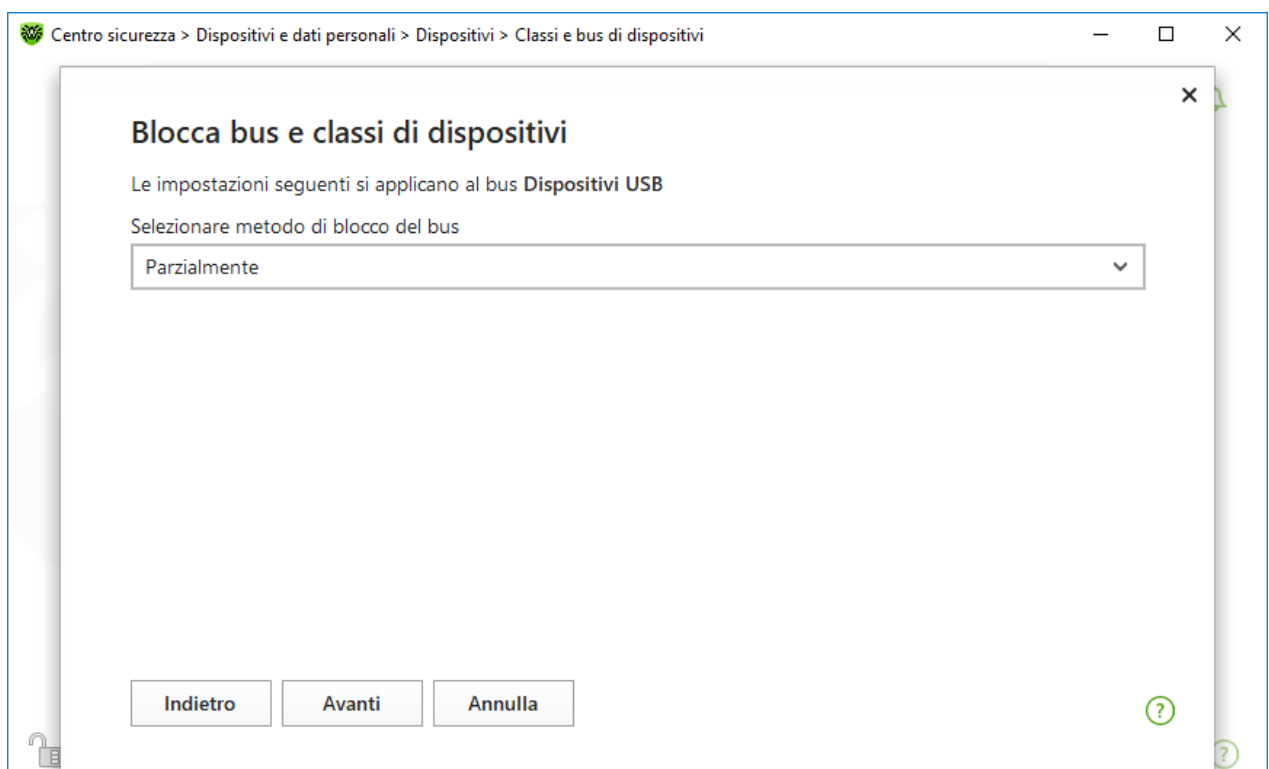 Centro sicurezza > Dispositivi e dati personali > Dispositivi > Classi e bus di dispositivi
Blocca bus e classi di dispositivi
Le impostazioni seguenti si applicano al bus Dispositivi USB
Selezionare metodo di blocco del bus
Parzialmente
Indietro Avanti Annulla ?
?